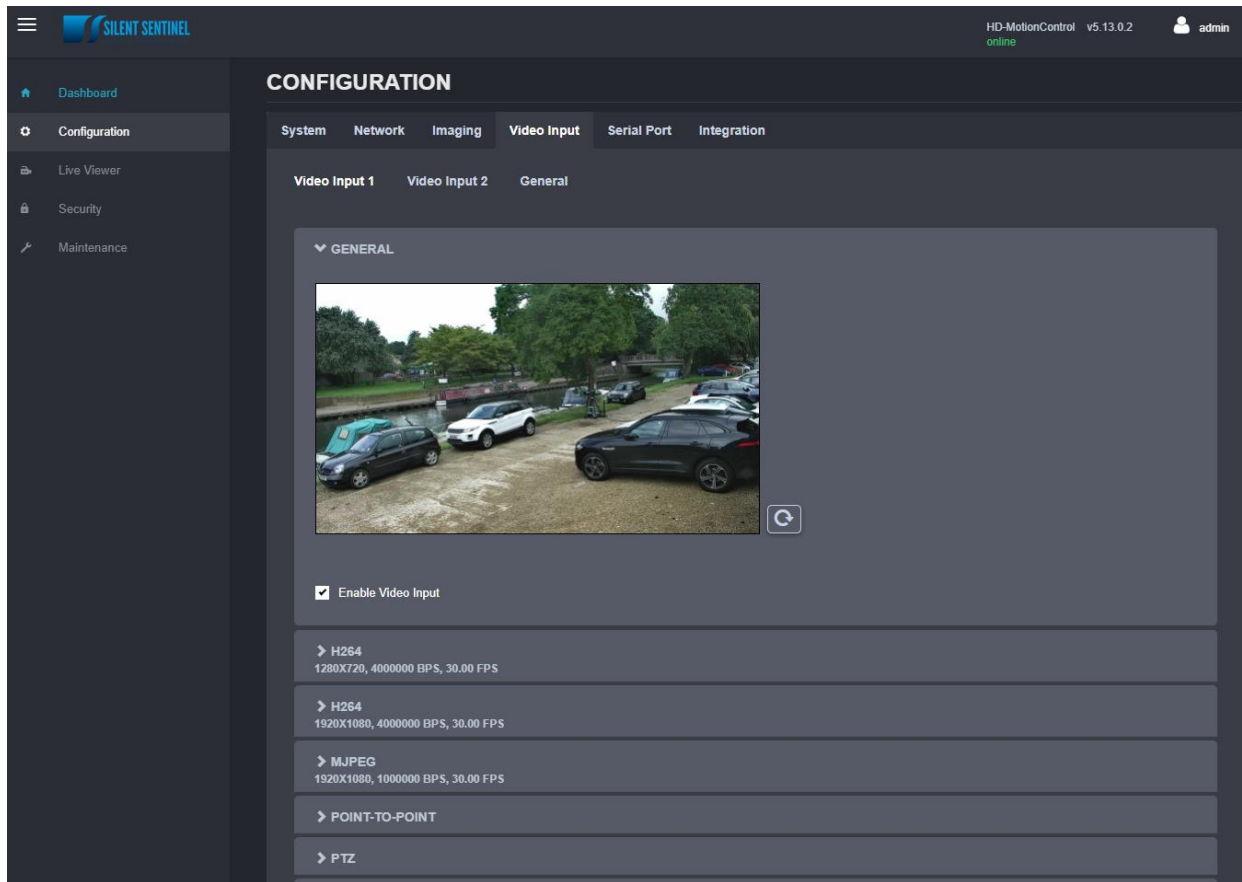 SILENT SENTINEL
HD-MotionControl v5.13.0.2
online
admin
Dashboard
Configuration
Live Viewer
Security
Maintenance
CONFIGURATION
System Network Imaging Video Input Serial Port Integration
Video Input 1 Video Input 2 General
GENERAL
Enable Video Input
H264
1280X720, 4000000 BPS, 30.00 FPS
H264
1920X1080, 4000000 BPS, 30.00 FPS
MJPEG
1920X1080, 1000000 BPS, 30.00 FPS
POINT-TO-POINT
PTZ